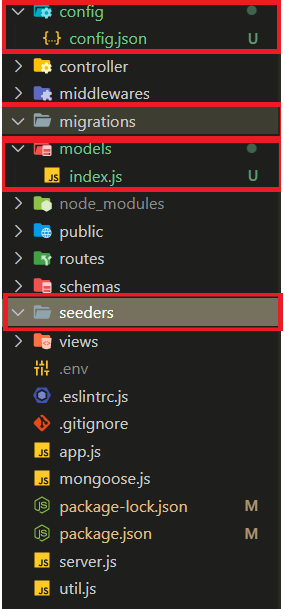 config
{..} config.json U
controller
middlewares
migrations
models
JS index.js U
node_modules
public
routes
schemas
seeders
views
.env
.eslintrc.js
.gitignore
JS app.js
JS mongoose.js
package-lock.json M
package.json M
JS server.js
JS util.js